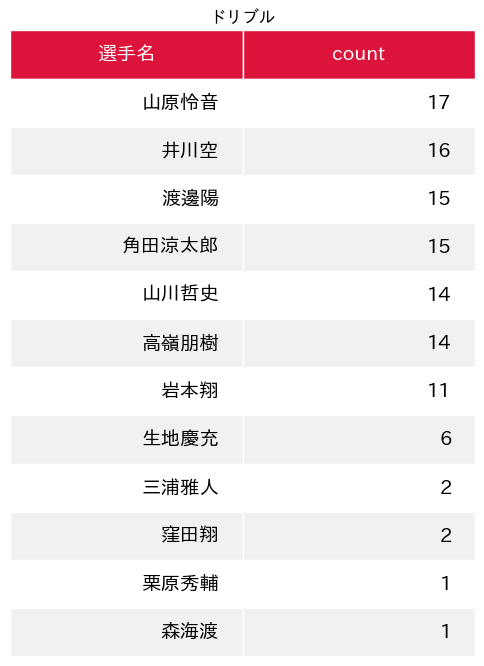 ドリブル
選手名 count
山原怜音 17
井川空 16
渡邊陽 15
角田涼太郎 15
山川哲史 14
高嶺朋樹 14
岩本翔 11
生地慶充 6
三浦雅人 2
窪田翔 2
栗原秀輔 1
森海渡 1